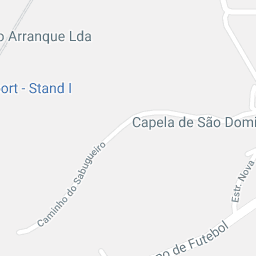 o Arranque Lda
ort - Stand I
Capela de São Domi
Caminho do Sabugueiro
Estr. Nova
o de Futebol